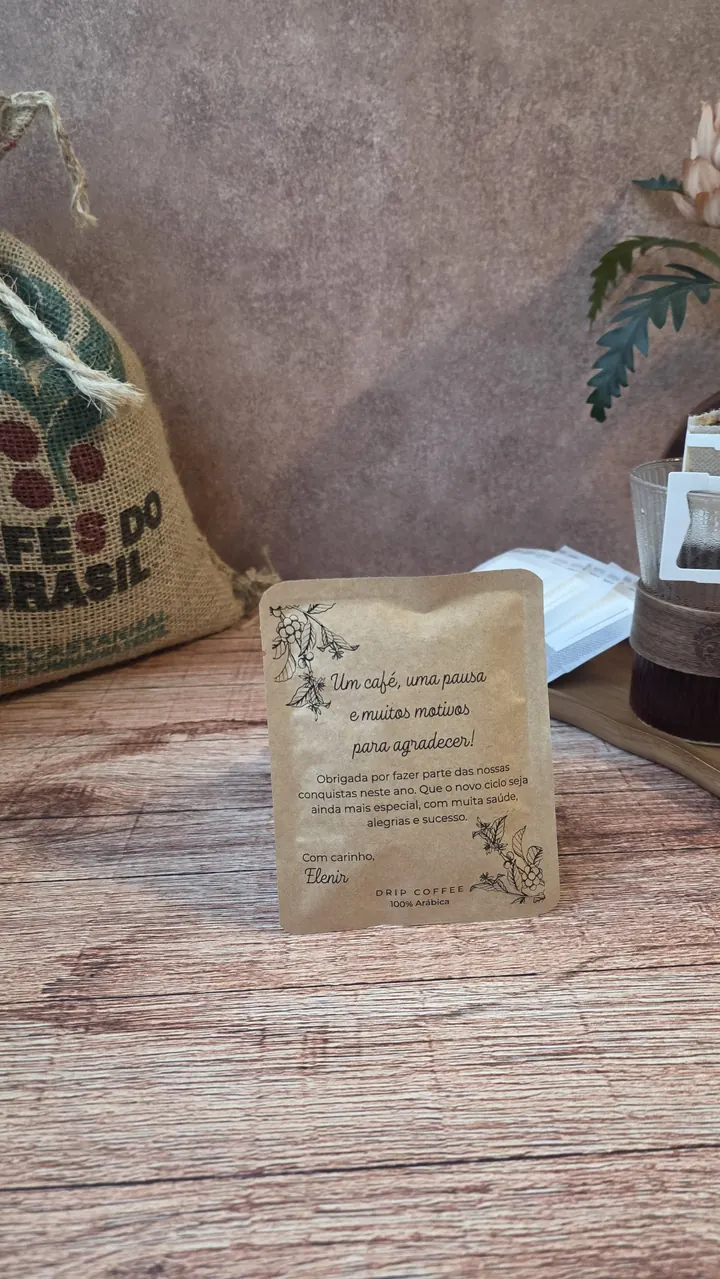 FÉS DO
BRASIL
Um café, uma pausa
e muitos motivos
para agradecer!
Obrigada por fazer parte das nossas
conquistas neste ano. Que o novo ciclo seja
ainda mais especial, com muita saúde,
alegrias e sucesso.
Com carinho,
Elenir
DRIP COFFEE
100% Arábica